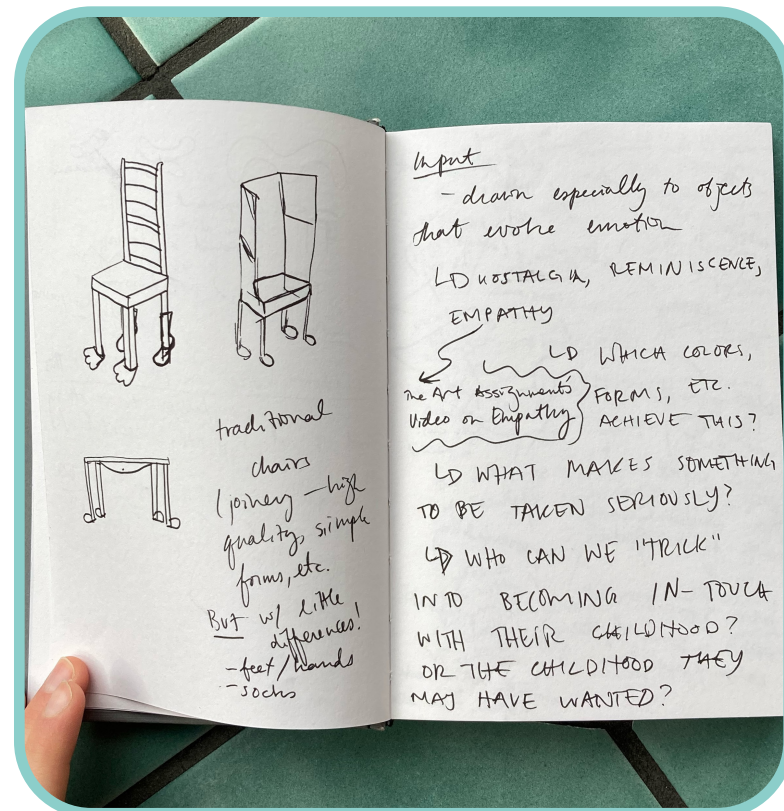 traditional
chairs
(joinery — high
quality, simple
forms, etc.
BUT w/ little
differences!
- feet/hands
- socks
Input
- drawn especially to objects
that evoke emotion
↳ NOSTALGIA, REMINISCENCE,
EMPATHY
The Art Assignment's
Video on Empathy
↳ WHICH COLORS,
FORMS, ETC.
ACHIEVE THIS?
↳ WHAT MAKES SOMETHING
TO BE TAKEN SERIOUSLY?
↳ WHO CAN WE "TRICK"
INTO BECOMING IN-TOUCH
WITH THEIR CHILDHOOD?
OR THE CHILDHOOD THEY
MAY HAVE WANTED?